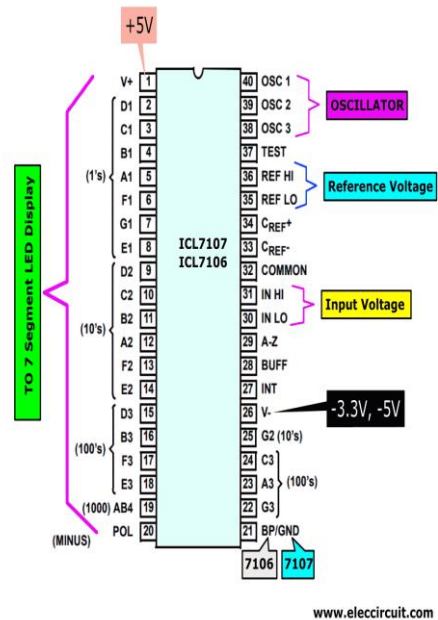 +5V
V+ 1 40 OSC 1
D1 2 39 OSC 2 OSCILLATOR
C1 3 38 OSC 3
B1 4 37 TEST
(1's) A1 5 36 REF HI
F1 6 35 REF LO Reference Voltage
G1 7 34 CREF+
E1 8 ICL7107 33 CREF-
D2 9 ICL7106 32 COMMON
C2 10 31 IN HI
B2 11 30 IN LO Input Voltage
(10's) A2 12 29 A-Z
F2 13 28 BUFF
E2 14 27 INT
D3 15 26 V- -3.3V, -5V
B3 16 25 G2 (10's)
(100's) F3 17 24 C3
E3 18 23 A3 (100's)
(1000) AB4 19 22 G3
(MINUS) POL 20 21 BP/GND
7106 7107
TO 7 Segment LED Display
www.eleccircuit.com